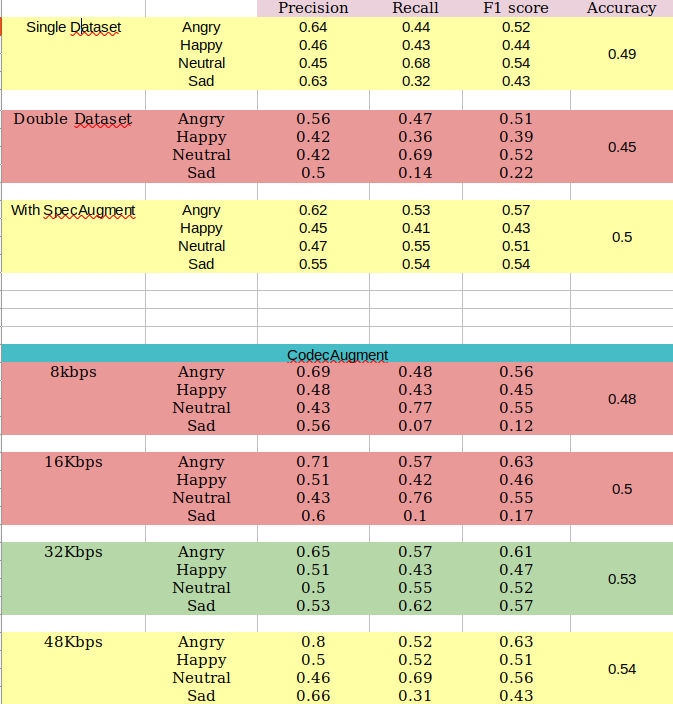 Precision Recall F1 score Accuracy
Single Dataset Angry 0.64 0.44 0.52 0.49
Happy 0.46 0.43 0.44
Neutral 0.45 0.68 0.54
Sad 0.63 0.32 0.43
Double Dataset Angry 0.56 0.47 0.51 0.45
Happy 0.42 0.36 0.39
Neutral 0.42 0.69 0.52
Sad 0.5 0.14 0.22
With SpecAugment Angry 0.62 0.53 0.57 0.5
Happy 0.45 0.41 0.43
Neutral 0.47 0.55 0.51
Sad 0.55 0.54 0.54
CodecAugment
8kbps Angry 0.69 0.48 0.56 0.48
Happy 0.48 0.43 0.45
Neutral 0.43 0.77 0.55
Sad 0.56 0.07 0.12
16Kbps Angry 0.71 0.57 0.63 0.5
Happy 0.51 0.42 0.46
Neutral 0.43 0.76 0.55
Sad 0.6 0.1 0.17
32Kbps Angry 0.65 0.57 0.61 0.53
Happy 0.51 0.43 0.47
Neutral 0.5 0.55 0.52
Sad 0.53 0.62 0.57
48Kbps Angry 0.8 0.52 0.63 0.54
Happy 0.5 0.52 0.51
Neutral 0.46 0.69 0.56
Sad 0.66 0.31 0.43